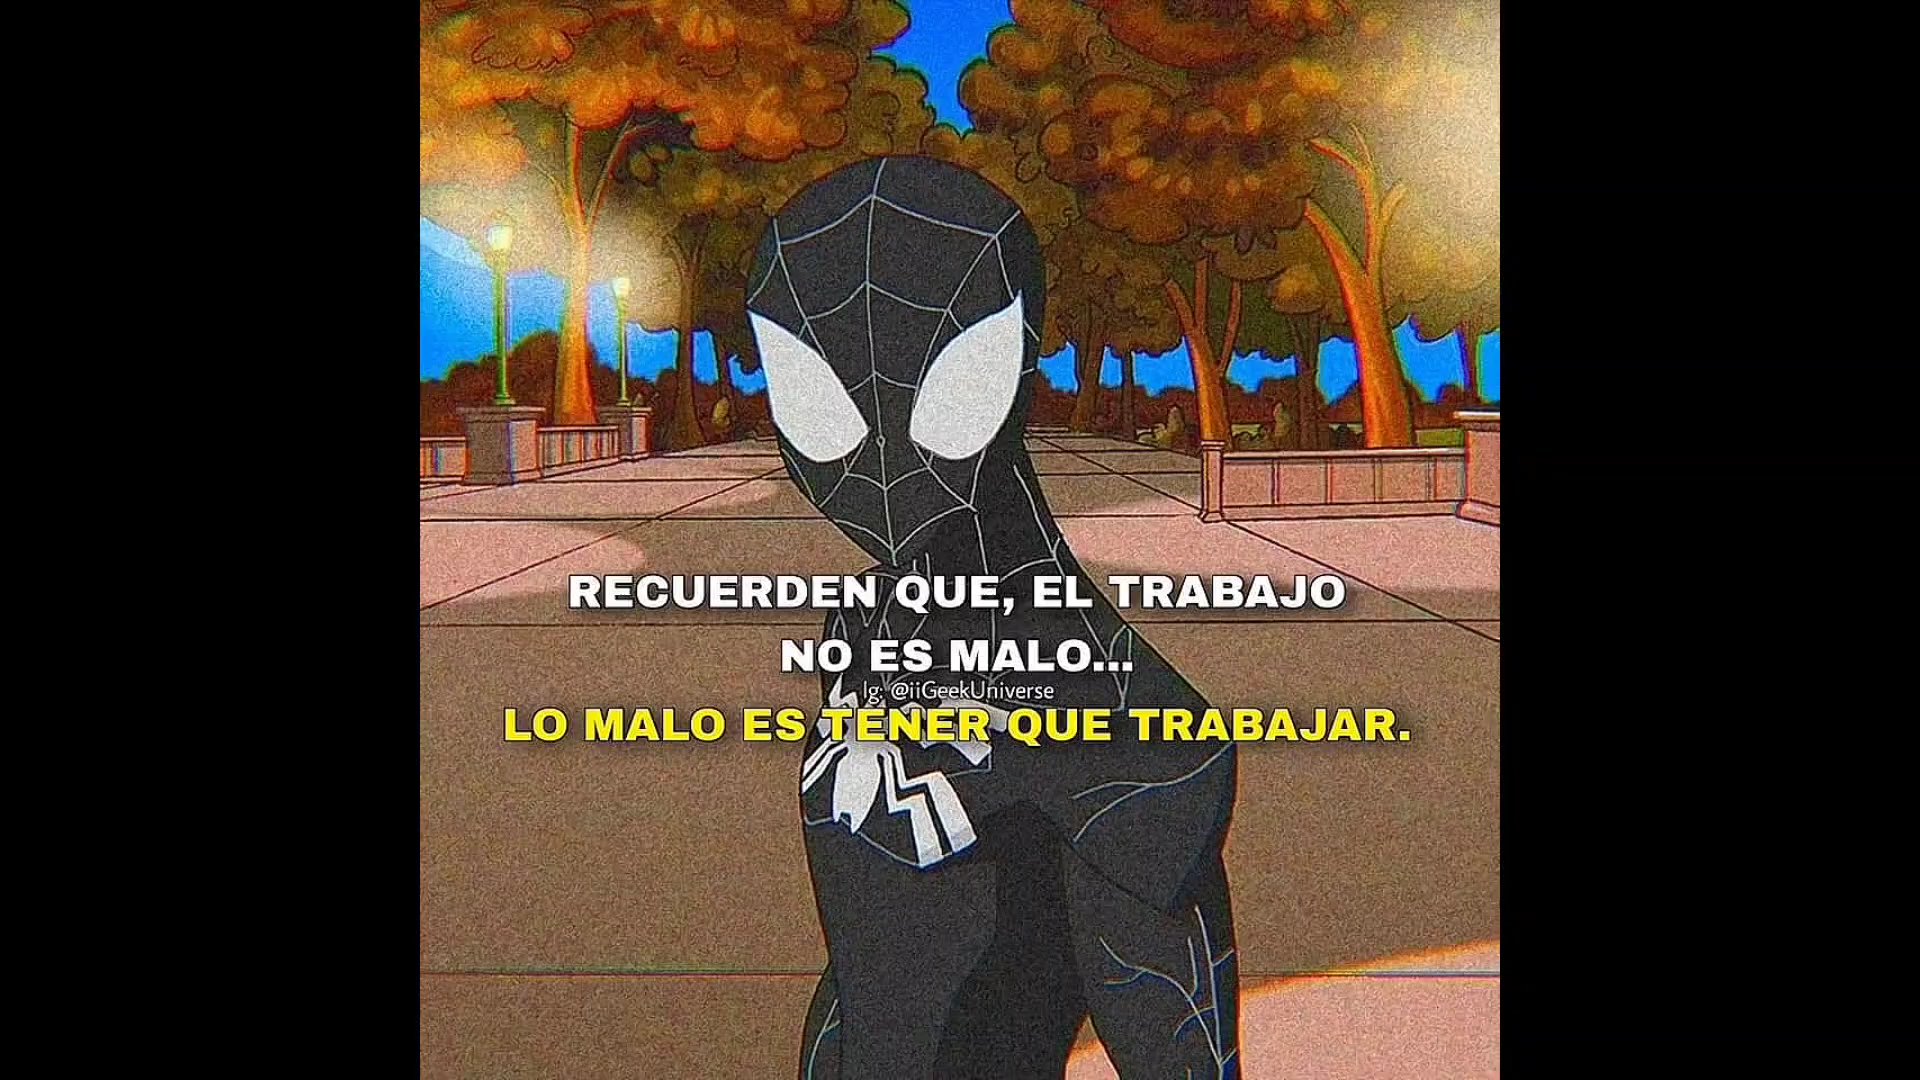 RECUERDEN QUE, EL TRABAJO
NO ES MALO...
Ig: @iiGeekUniverse
LO MALO ES TENER QUE TRABAJAR.